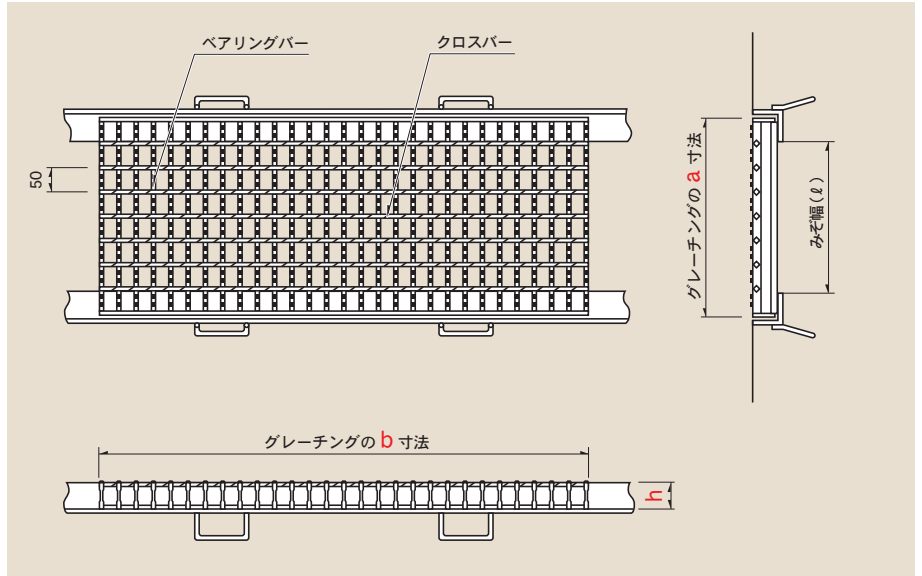 ベアリングバー
クロスバー
50
グレーチングの a 寸法
みぞ幅(ℓ)
グレーチングの b 寸法
h